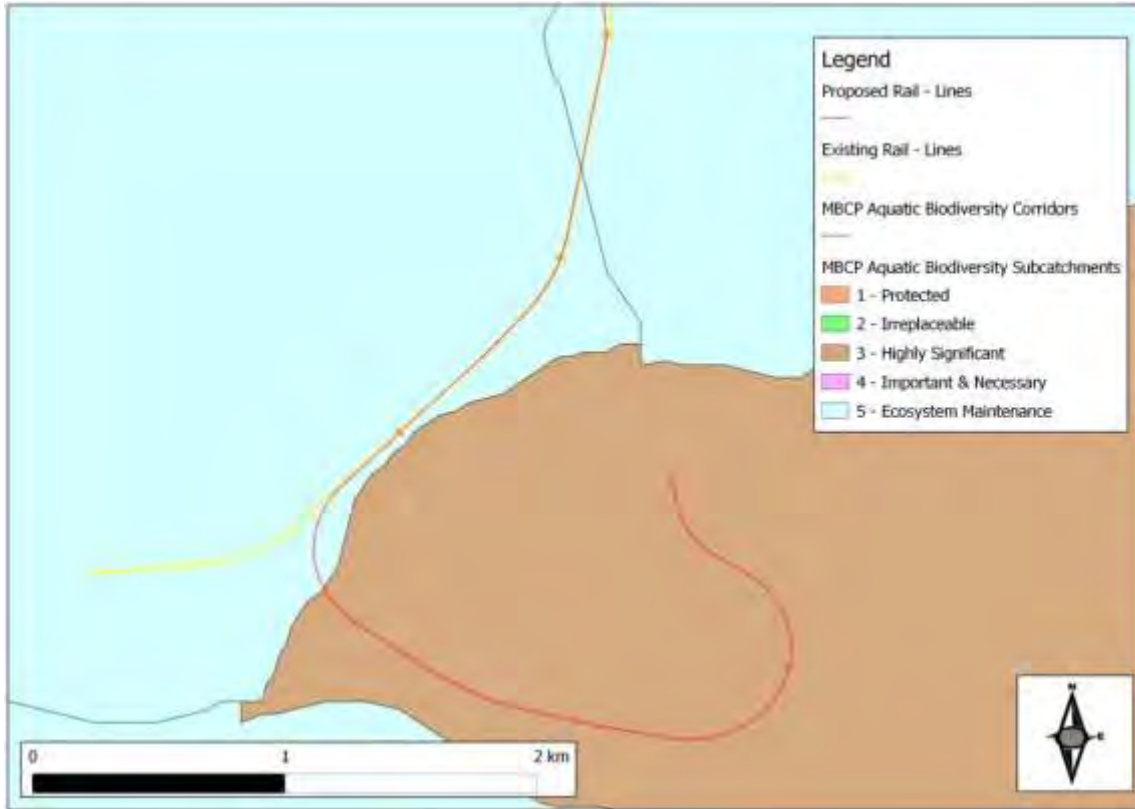 Legend
Proposed Rail - Lines
Existing Rail - Lines
MBCP Aquatic Biodiversity Corridors
MBCP Aquatic Biodiversity Subcatchments
1 - Protected
2 - Irreplaceable
3 - Highly Significant
4 - Important & Necessary
5 - Ecosystem Maintenance
N
E
0 1 2 km